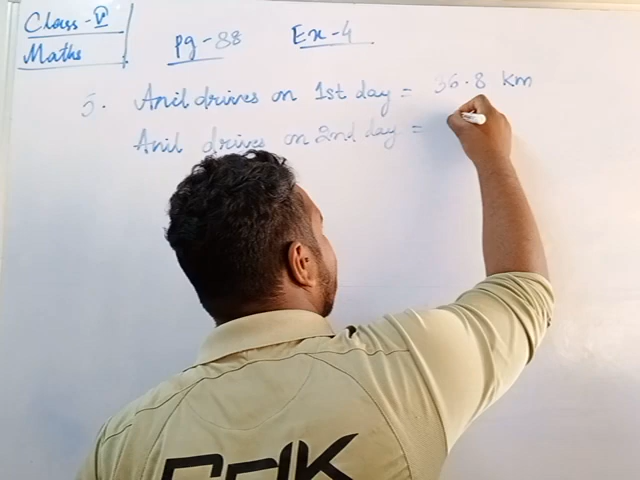 Class - V
Maths
Pg - 88
Ex - 4
5. Anil drives on 1st day = 36.8 km
Anil drives on 2nd day =